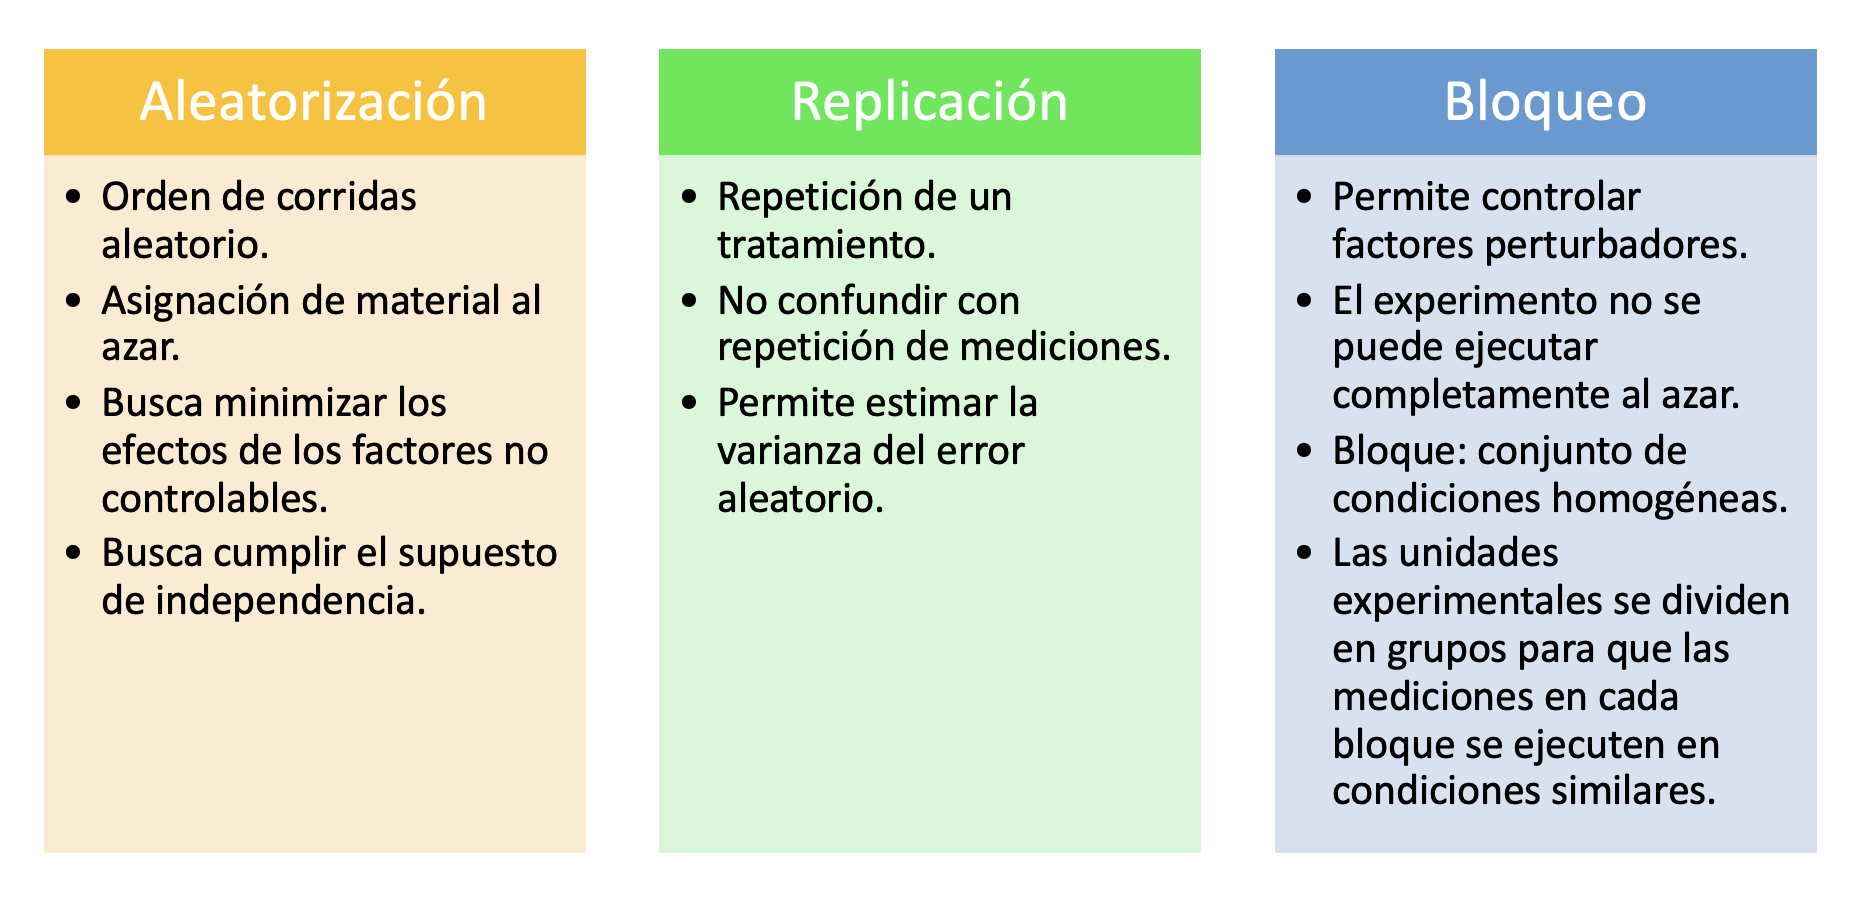 Aleatorización
• Orden de corridas
aleatorio.
• Asignación de material al
azar.
• Busca minimizar los
efectos de los factores no
controlables.
• Busca cumplir el supuesto
de independencia.
Replicación
• Repetición de un
tratamiento.
• No confundir con
repetición de mediciones.
• Permite estimar la
varianza del error
aleatorio.
Bloqueo
• Permite controlar
factores perturbadores.
• El experimento no se
puede ejecutar
completamente al azar.
• Bloque: conjunto de
condiciones homogéneas.
• Las unidades
experimentales se dividen
en grupos para que las
mediciones en cada
bloque se ejecuten en
condiciones similares.